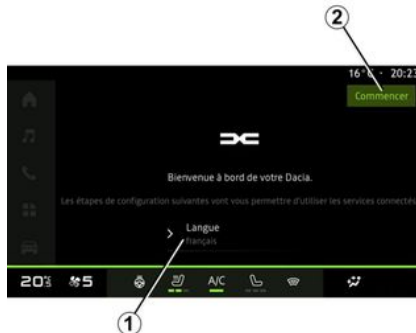 2
16°C - 20:23
Commencer
Bienvenue à bord de votre Dacia.
Les étapes de configuration suivantes vont vous permettre d'utiliser les services connectés
Langue
français
5
A/C
1